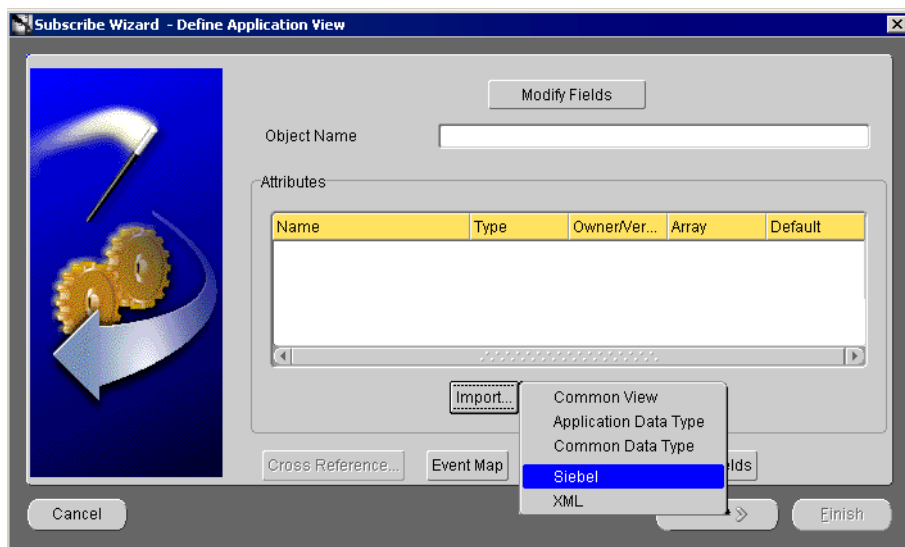 Subscribe Wizard - Define Application View
Modify Fields
Object Name
Attributes
Name Type Owner/Ver... Array Default
Import...
Common View
Application Data Type
Common Data Type
Siebel
XML
Cross Reference...
Event Map
Cancel
Finish